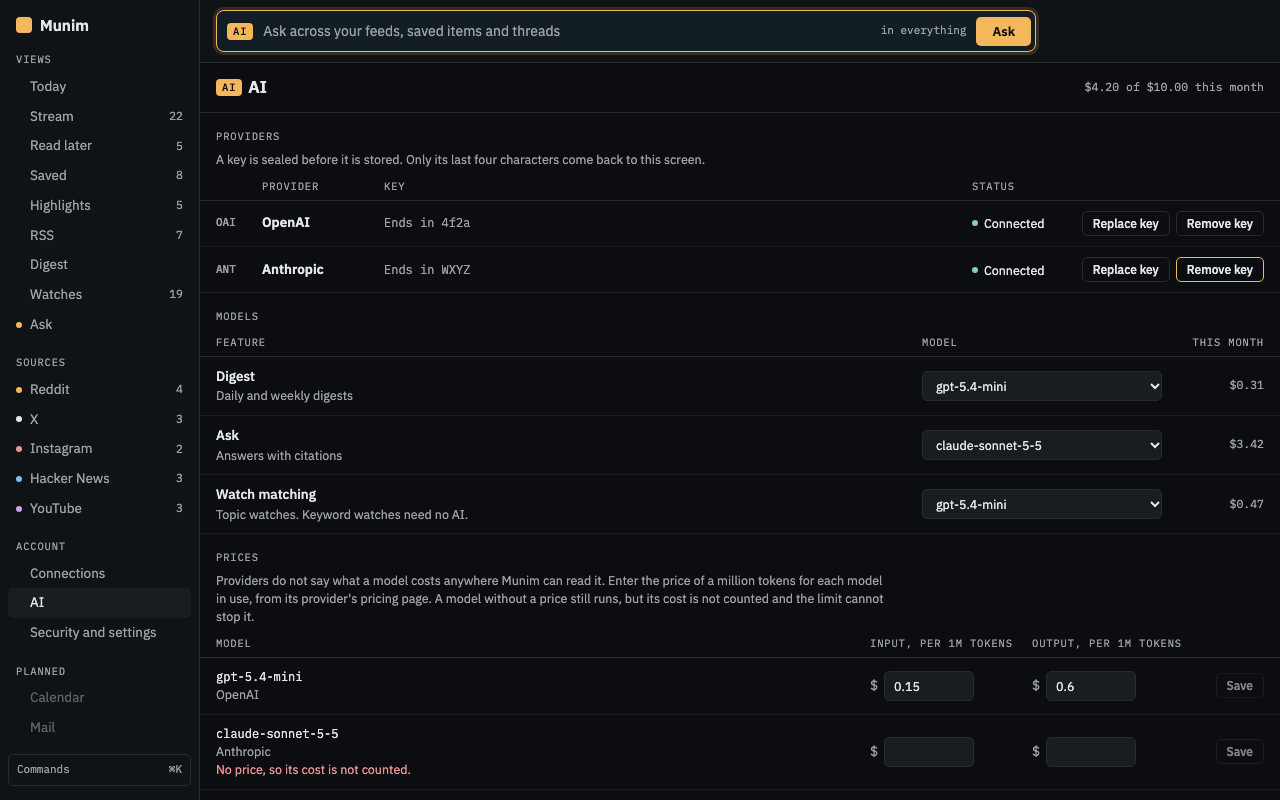 Munim
AI Ask across your feeds, saved items and threads in everything Ask
VIEWS
Today
Stream 22
Read later 5
Saved 8
Highlights 5
RSS 7
Digest
Watches 19
Ask
SOURCES
Reddit 4
X 3
Instagram 2
Hacker News 3
YouTube 3
ACCOUNT
Connections
AI
Security and settings
PLANNED
Calendar
Mail
Commands ⌘K
AI AI $4.20 of $10.00 this month
PROVIDERS
A key is sealed before it is stored. Only its last four characters come back to this screen.
PROVIDER KEY STATUS
OAI OpenAI Ends in 4f2a Connected Replace key Remove key
ANT Anthropic Ends in WXYZ Connected Replace key Remove key
MODELS
FEATURE MODEL THIS MONTH
Digest
Daily and weekly digests
gpt-5.4-mini $0.31
Ask
Answers with citations
claude-sonnet-5-5 $3.42
Watch matching
Topic watches. Keyword watches need no AI.
gpt-5.4-mini $0.47
PRICES
Providers do not say what a model costs anywhere Munim can read it. Enter the price of a million tokens for each model
in use, from its provider's pricing page. A model without a price still runs, but its cost is not counted and the limit cannot
stop it.
MODEL INPUT, PER 1M TOKENS OUTPUT, PER 1M TOKENS
gpt-5.4-mini
OpenAI
$ 0.15 $ 0.6 Save
claude-sonnet-5-5
Anthropic
No price, so its cost is not counted.
$ $ Save